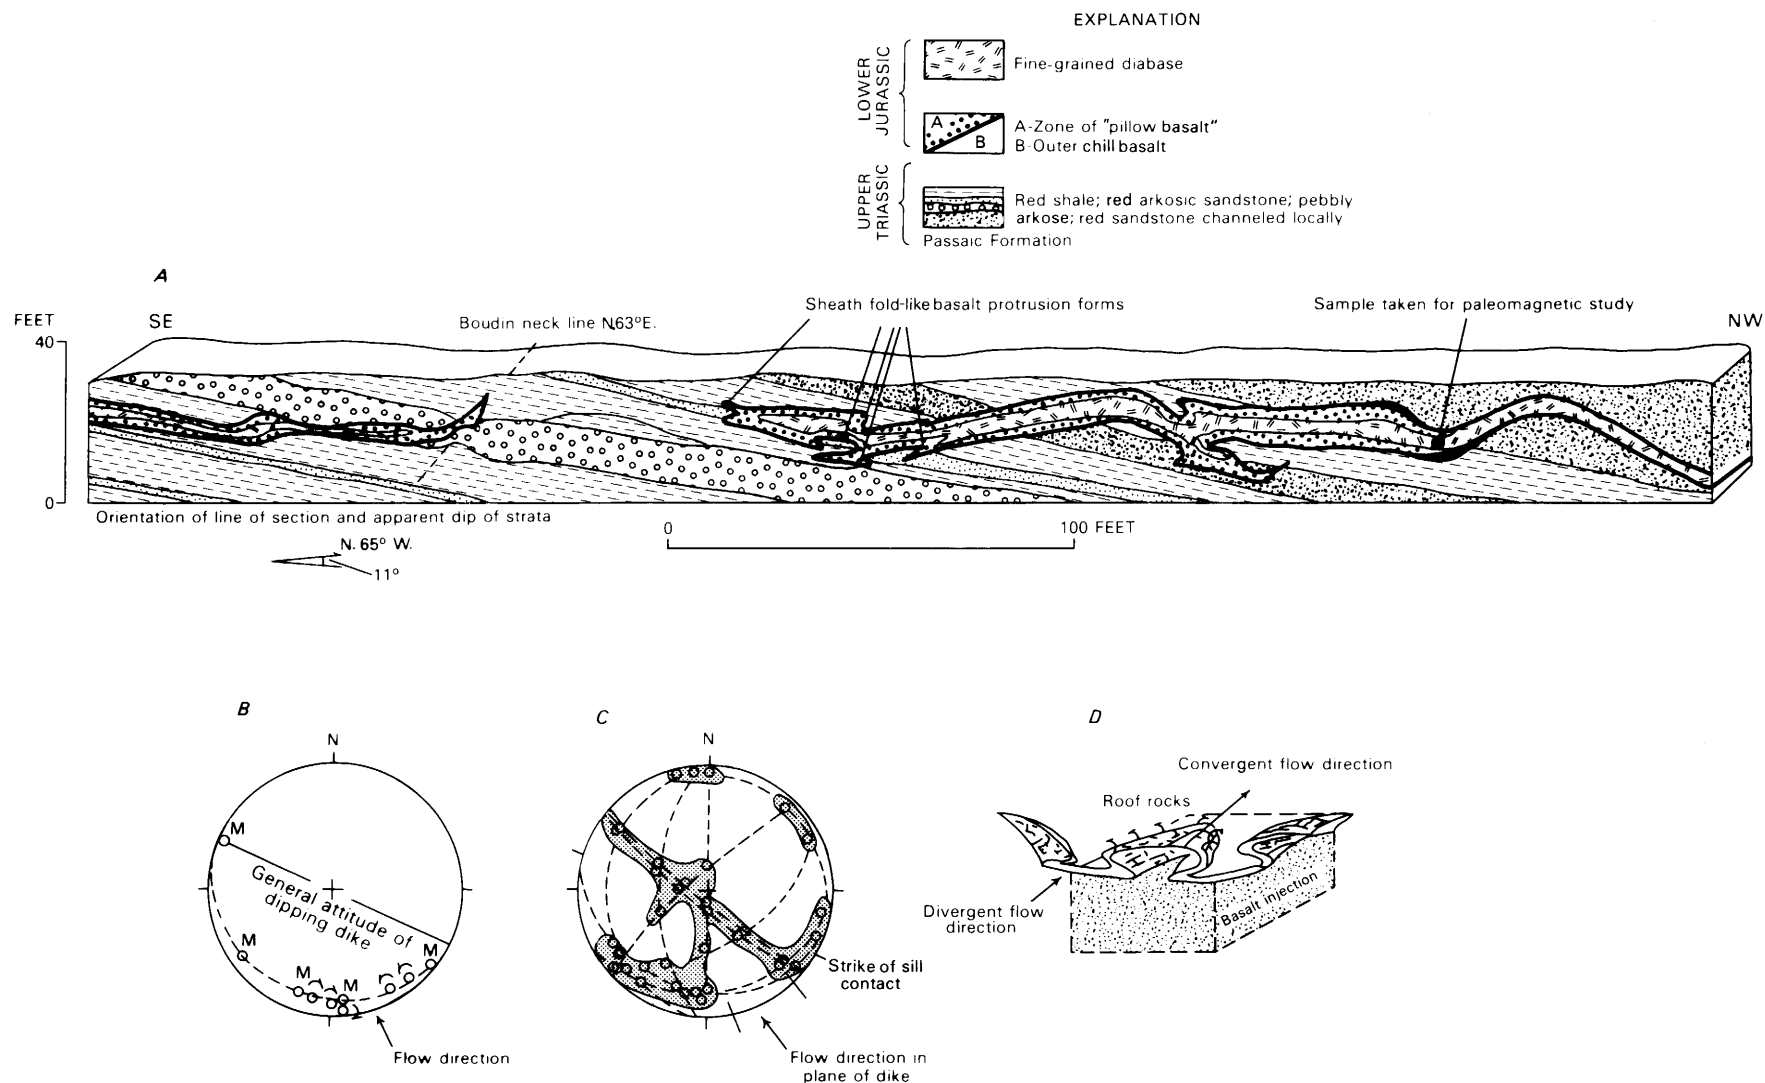 EXPLANATION
LOWER
JURASSIC
Fine-grained diabase
A
B
A-Zone of "pillow basalt"
B-Outer chill basalt
UPPER
TRIASSIC
Red shale; red arkosic sandstone; pebbly
arkose; red sandstone channeled locally
Passaic Formation
A
FEET
SE
Boudin neck line N.63°E.
Sheath fold-like basalt protrusion forms
Sample taken for paleomagnetic study
NW
40
0
Orientation of line of section and apparent dip of strata
N. 65° W.
11°
0
100 FEET
B
N
M
General attitude of
dipping dike
M
M
M
M
Flow direction
C
N
Strike of sill
contact
Flow direction in
plane of dike
D
Convergent flow direction
Roof rocks
Divergent flow
direction
Basalt injection